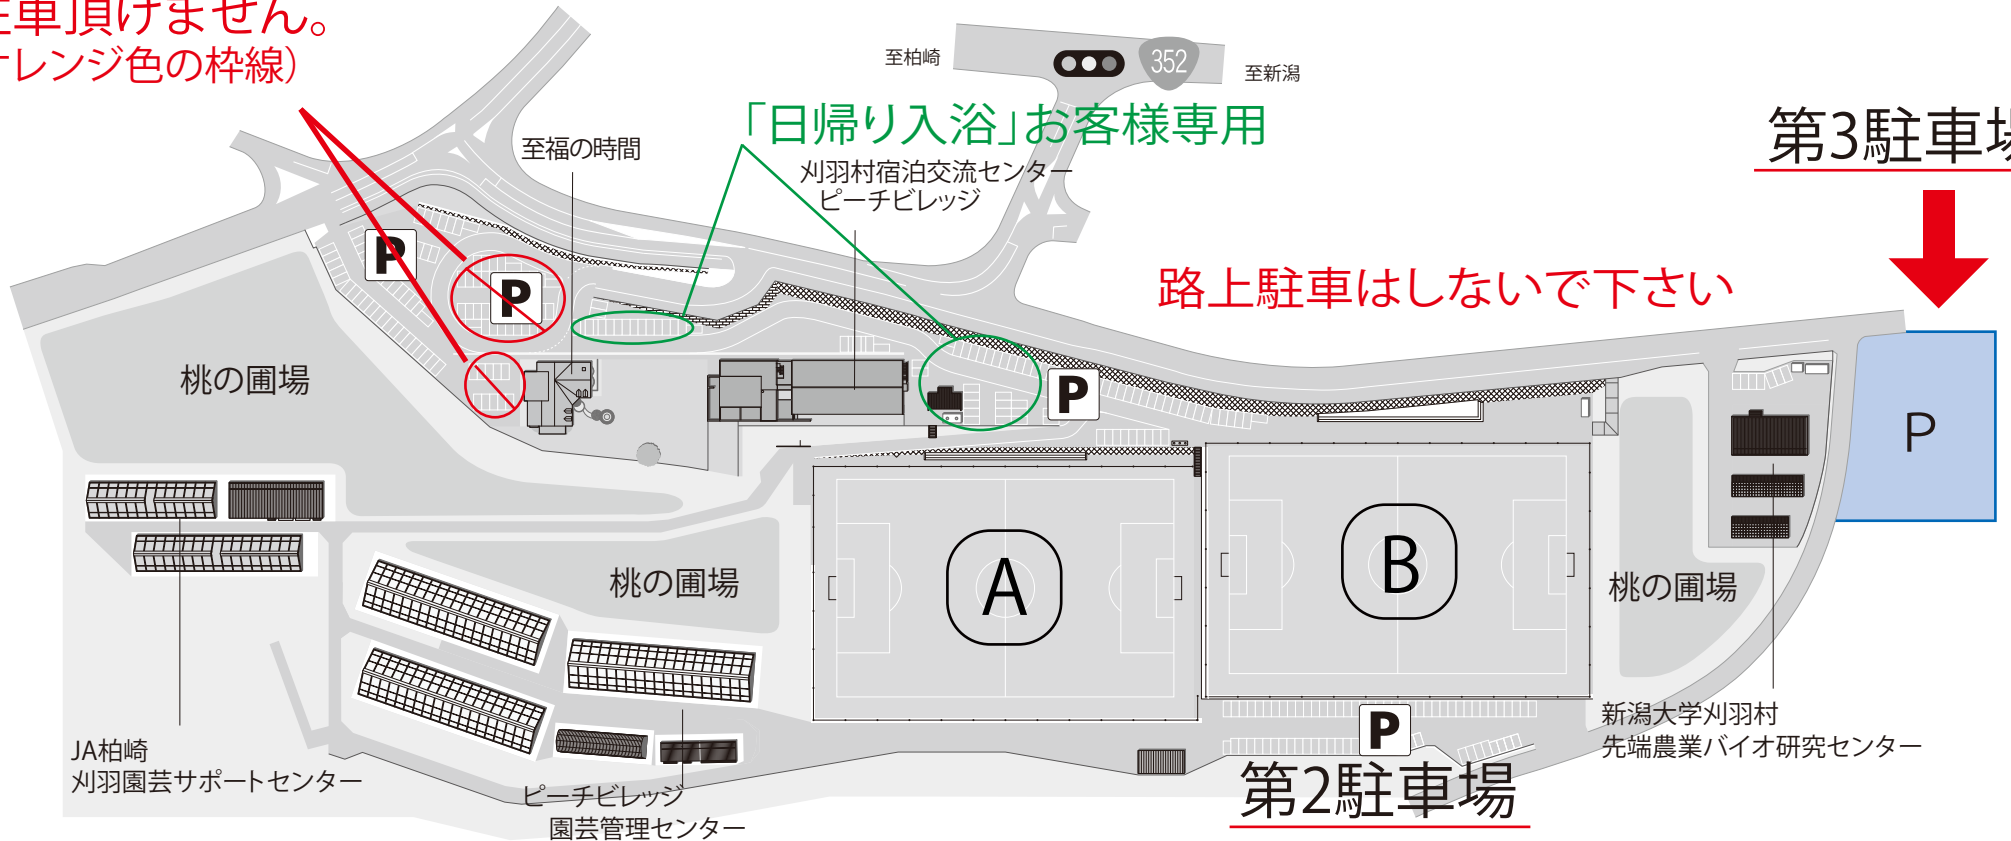 車頂けません。
レンジ色の枠線）
至柏崎
352
至新潟
「日帰り入浴」お客様専用
第3駐車場
至福の時間
刈羽村宿泊交流センター
ピーチビレッジ
路上駐車はしないで下さい
P
P
P
P
桃の圃場
A
B
桃の圃場
桃の圃場
JA柏崎
刈羽園芸サポートセンター
ピーチビレッジ
園芸管理センター
P
第2駐車場
新潟大学刈羽村
先端農業バイオ研究センター